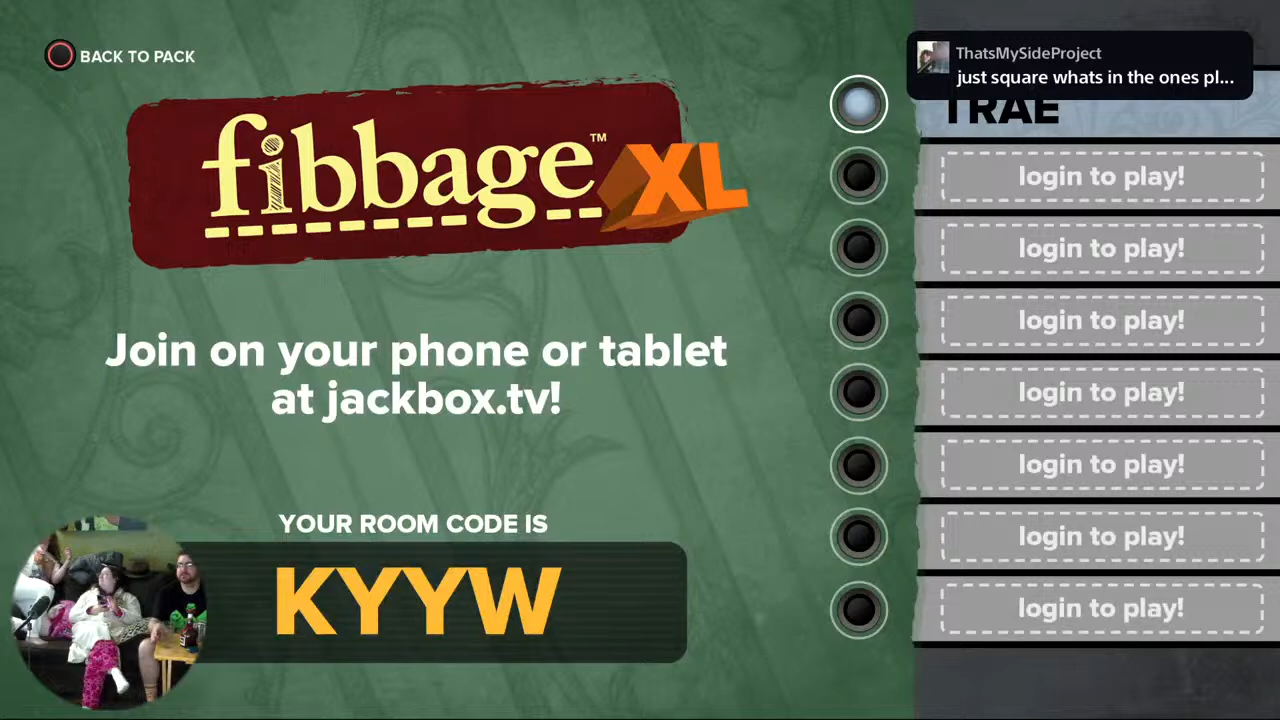 BACK TO PACK
fibbage™ XL
Join on your phone or tablet
at jackbox.tv!
YOUR ROOM CODE IS
KYYW
ThatsMySideProject
just square whats in the ones pl...
TRAE
login to play!
login to play!
login to play!
login to play!
login to play!
login to play!
login to play!